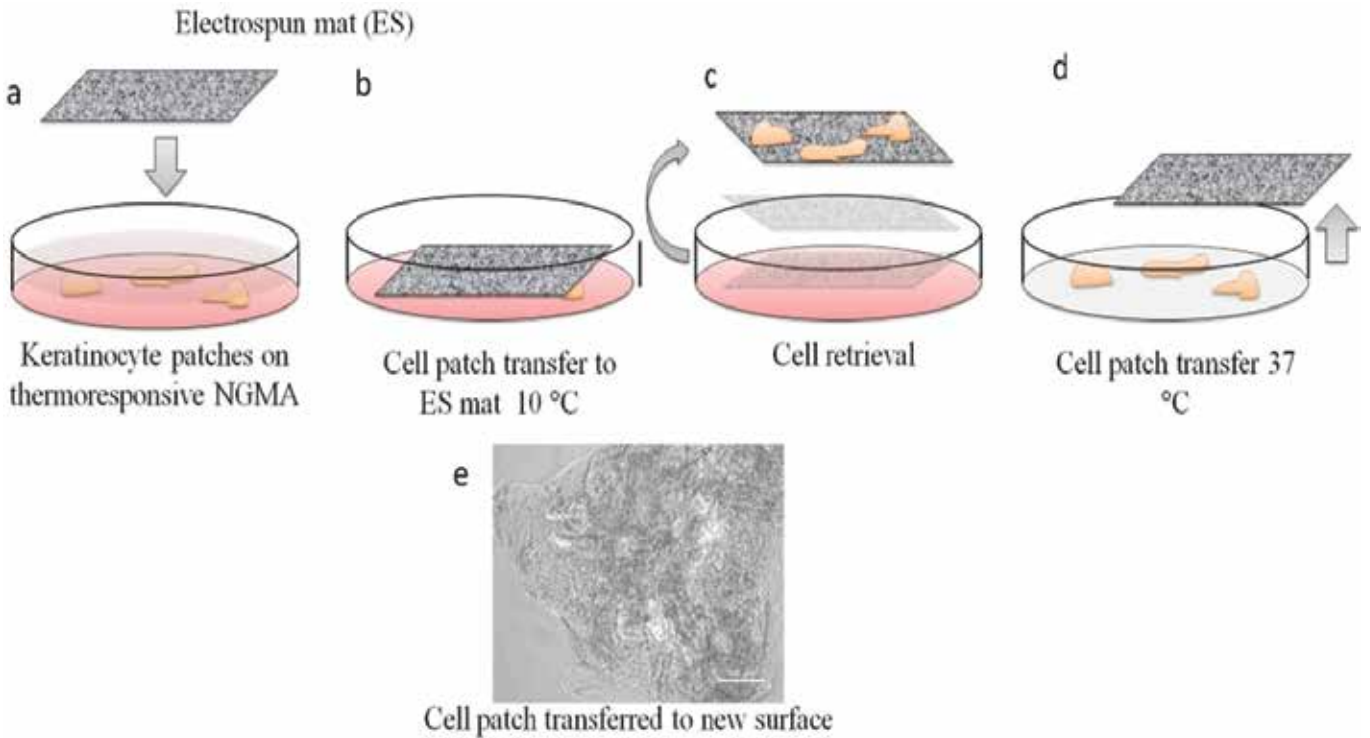 Electrospun mat (ES)
a
b
c
d
Keratinocyte patches on
thermoresponsive NGMA
Cell patch transfer to
ES mat 10 °C
Cell retrieval
Cell patch transfer 37
°C
e
Cell patch transferred to new surface